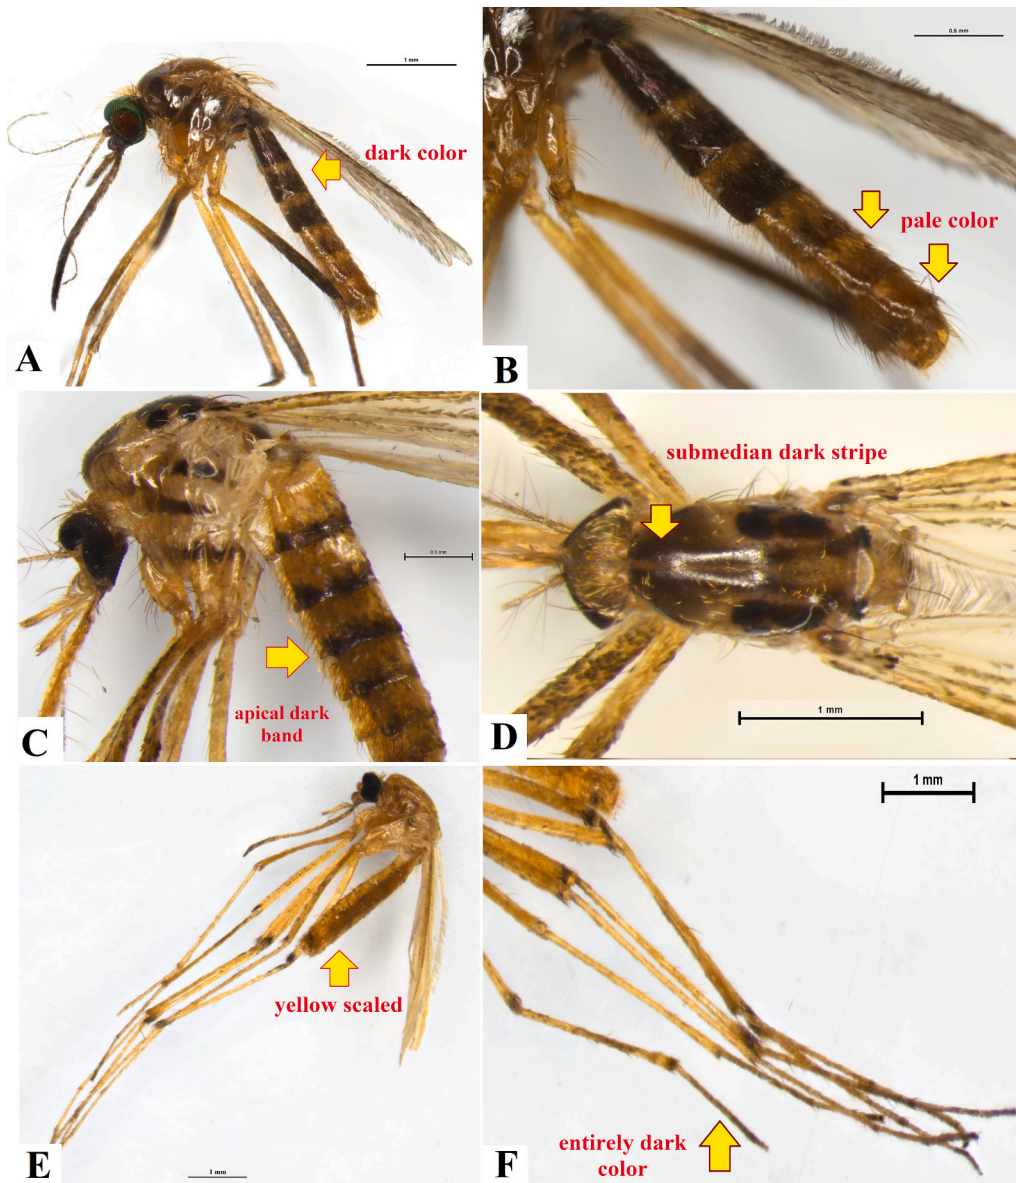 1 mm
dark color
A
0.5 mm
pale color
B
0.5 mm
apical dark
band
C
submedian dark stripe
1 mm
D
yellow scaled
1 mm
E
1 mm
entirely dark
color
F